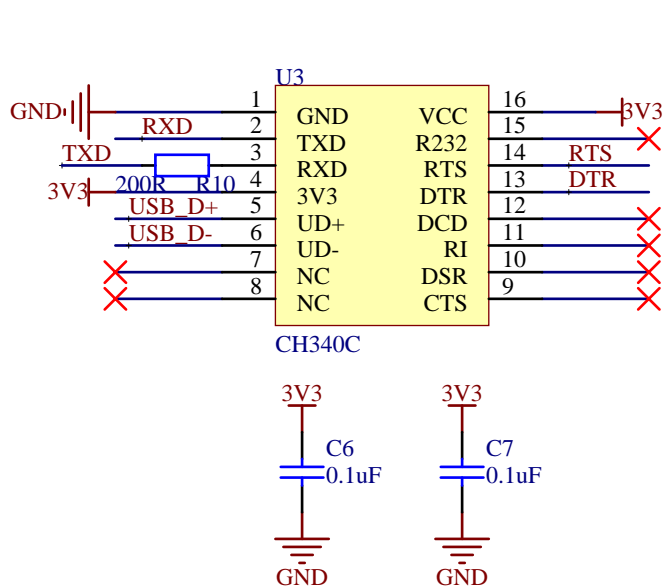 U3
GND 1 GND VCC 16 3V3
RXD 2 TXD R232 15
TXD 3 RXD RTS 14 RTS
200R R10
3V3 4 3V3 DTR 13 DTR
USB_D+ 5 UD+ DCD 12
USB_D- 6 UD- RI 11
7 NC DSR 10
8 NC CTS 9
CH340C
3V3 3V3
C6 C7
0.1uF 0.1uF
GND GND